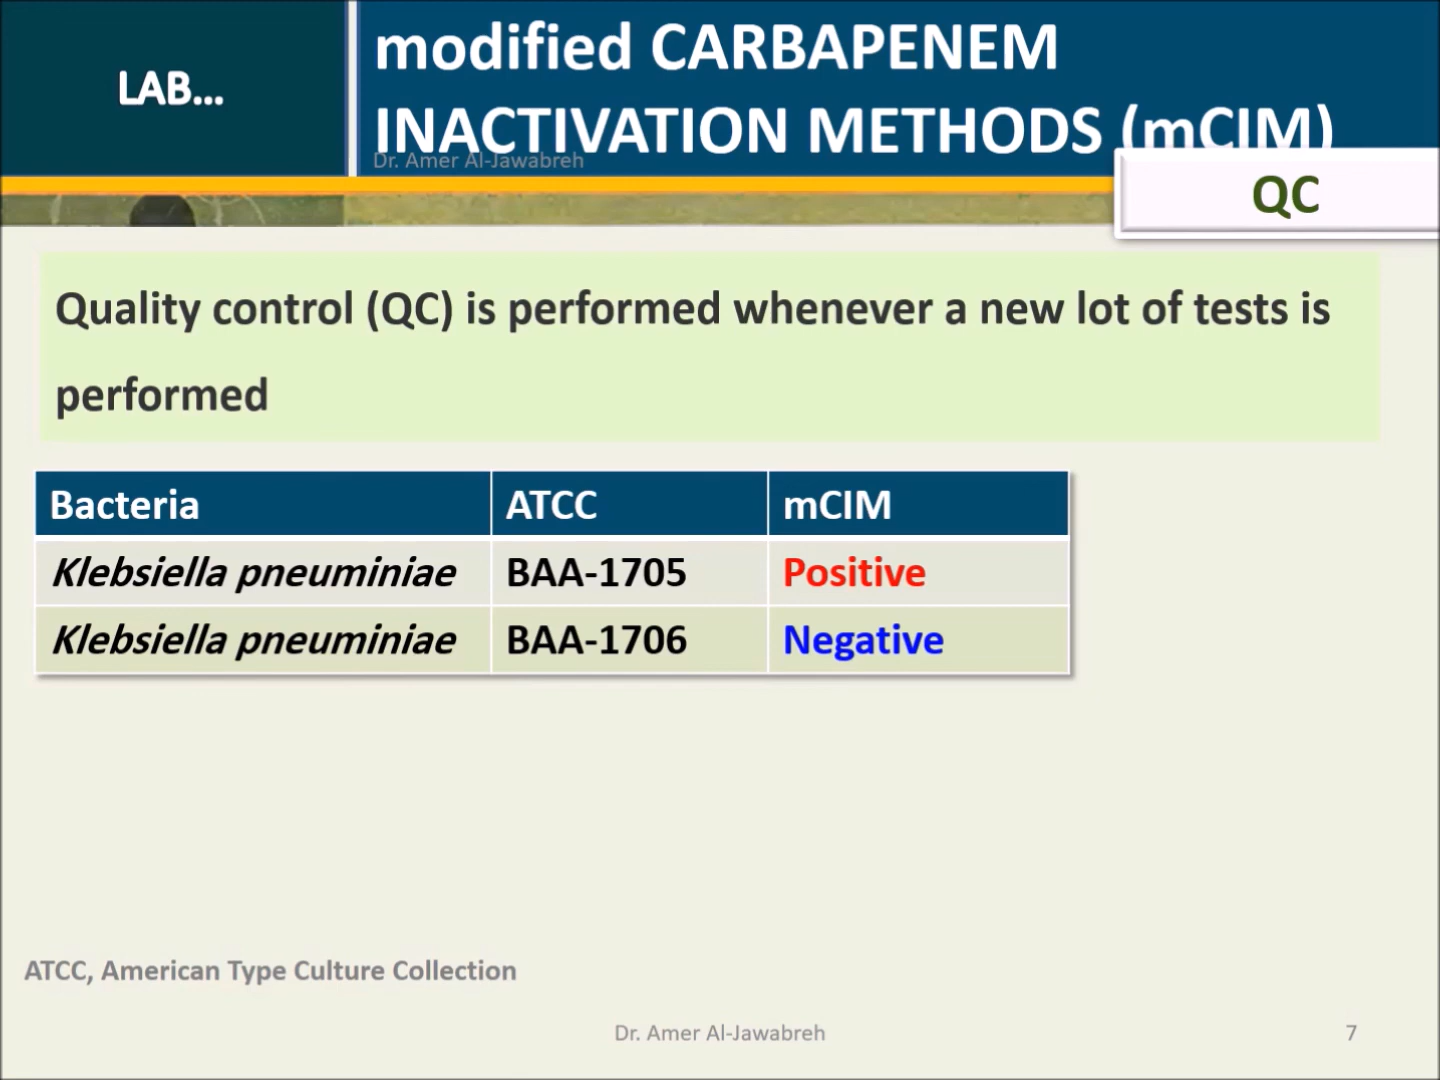 LAB...
modified CARBAPENEM
INACTIVATION METHODS (mCIM)
Dr. Amer Al-Jawabreh
QC
Quality control (QC) is performed whenever a new lot of tests is
performed
Bacteria ATCC mCIM
Klebsiella pneuminiae BAA-1705 Positive
Klebsiella pneuminiae BAA-1706 Negative
ATCC, American Type Culture Collection
Dr. Amer Al-Jawabreh 7